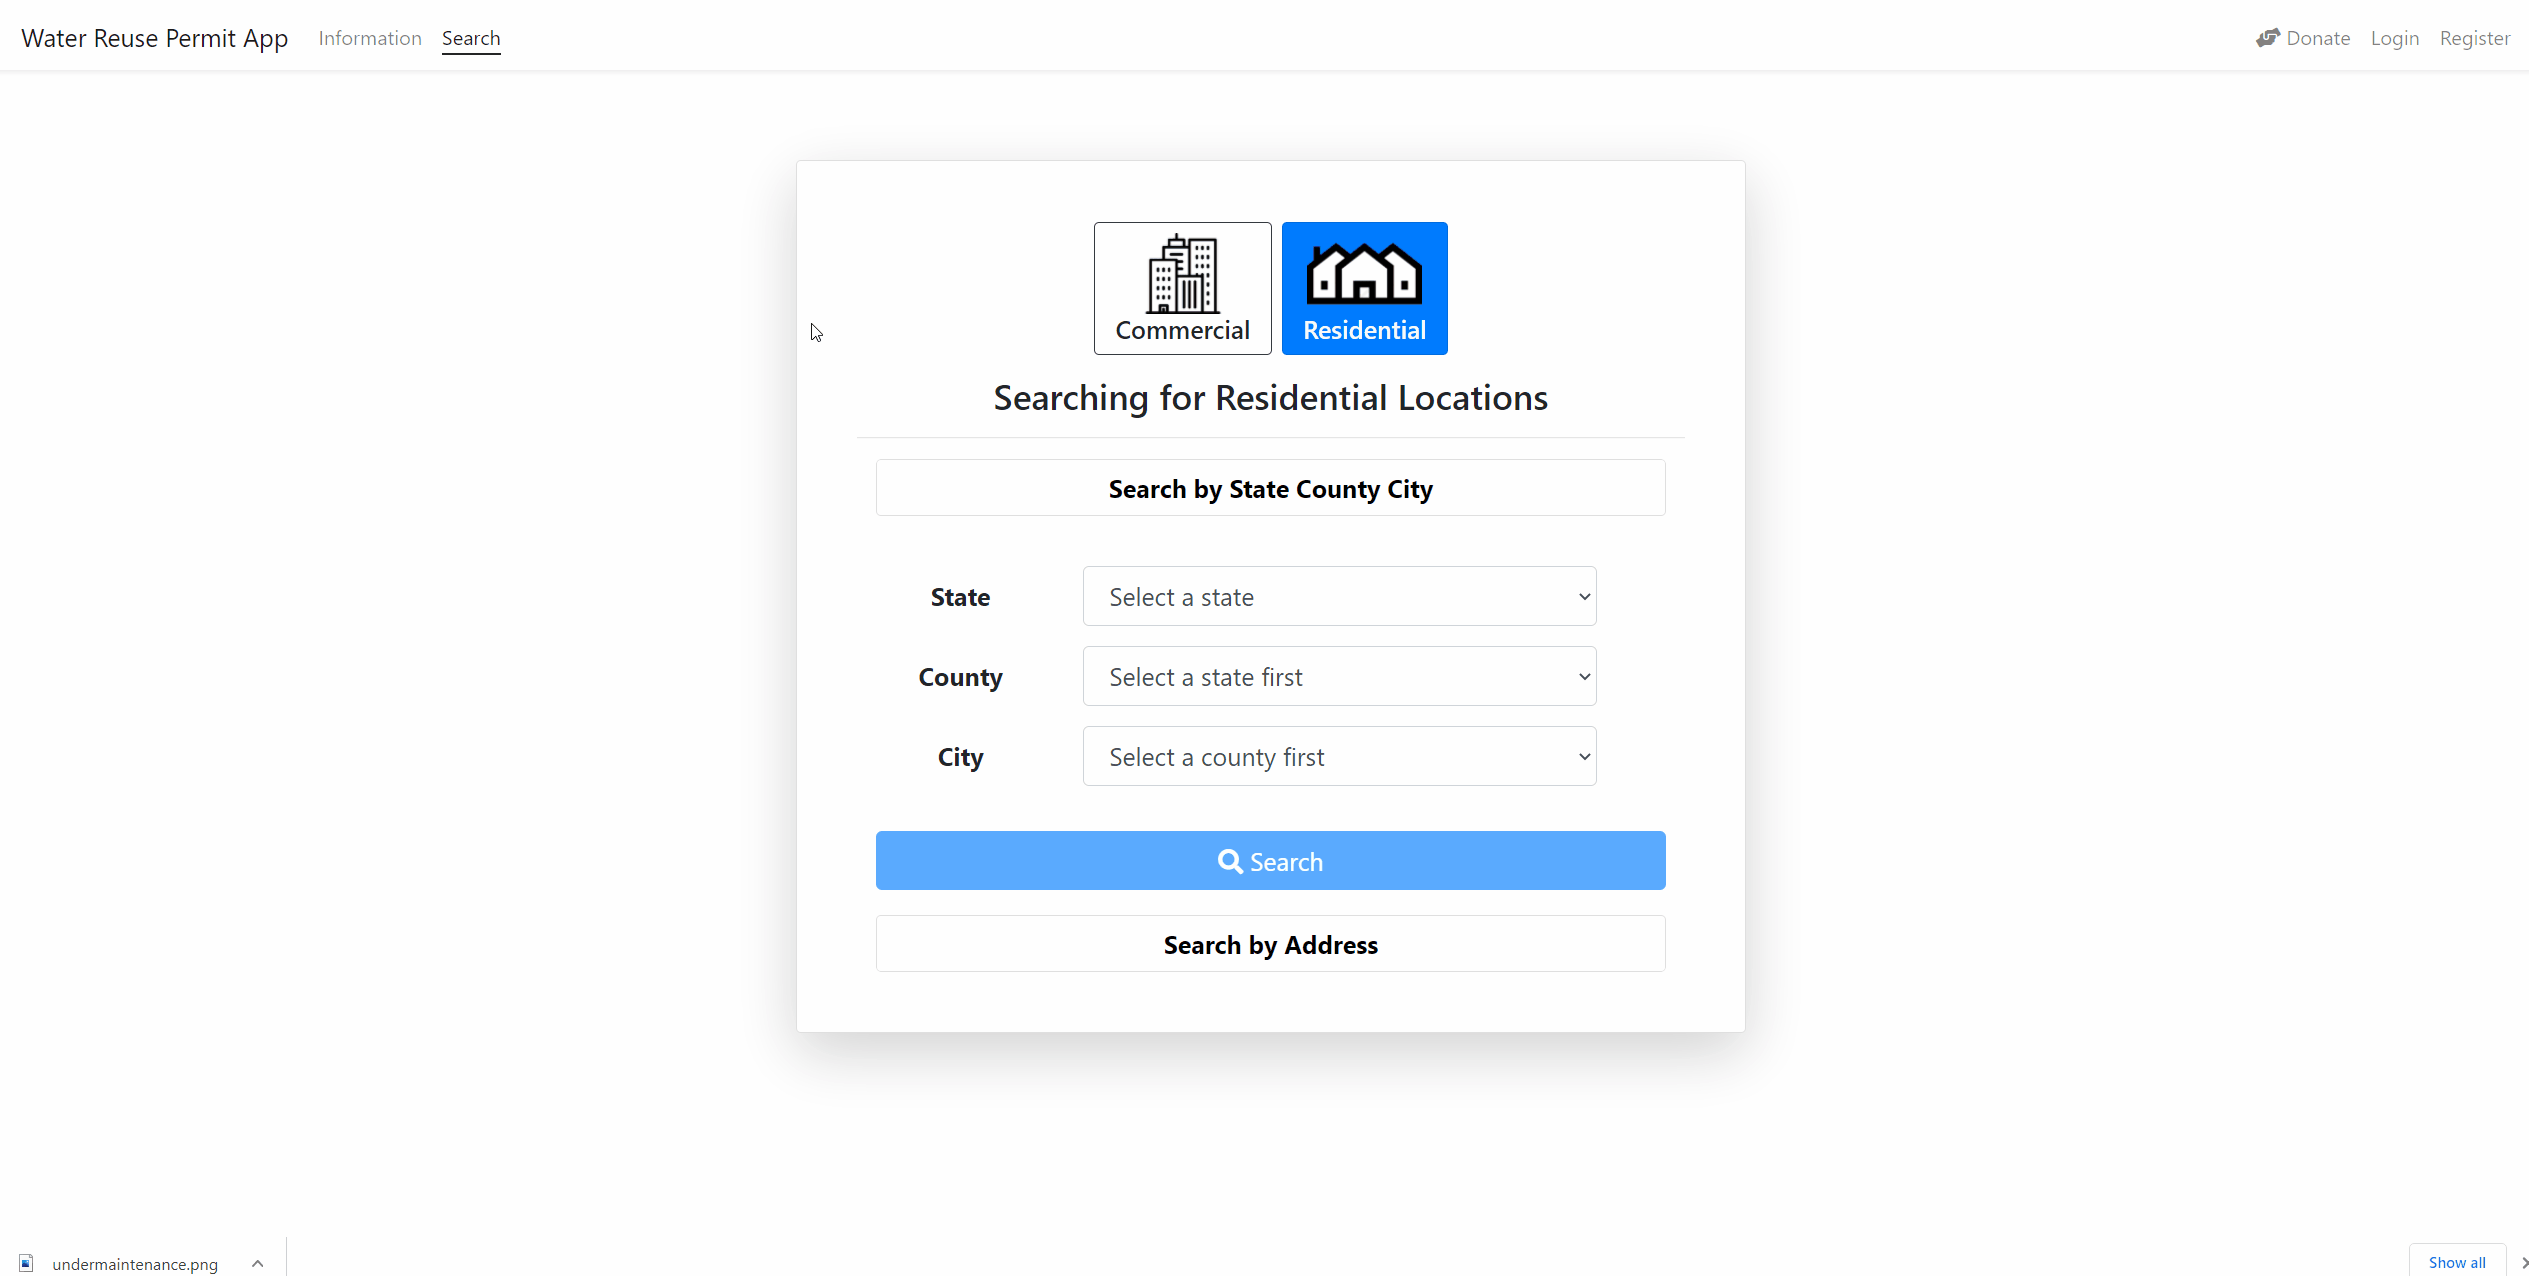 Water Reuse Permit App Information Search Donate Login Register
Commercial Residential
Searching for Residential Locations
Search by State County City
State Select a state
County Select a state first
City Select a county first
Search
Search by Address
undermaintenance.png Show all